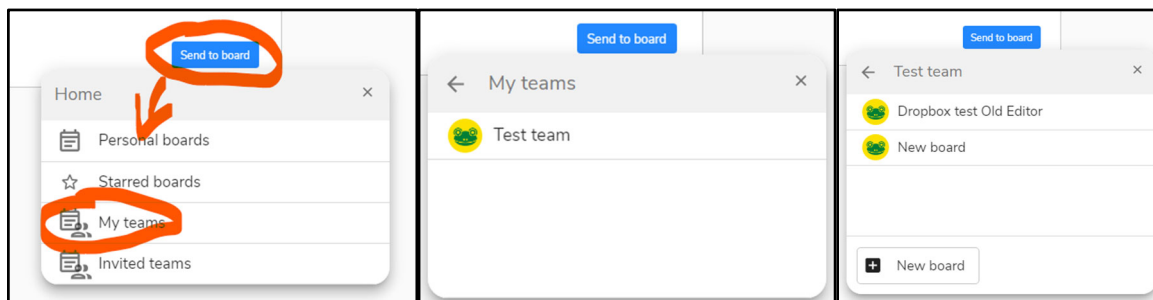 Send to board
Home
Personal boards
Starred boards
My teams
Invited teams
Send to board
My teams
Test team
Send to board
Test team
Dropbox test Old Editor
New board
New board